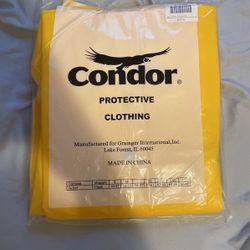 Condor®
PROTECTIVE
CLOTHING
Manufactured for Grainger International, Inc.
Lake Forest, IL 60045
MADE IN CHINA